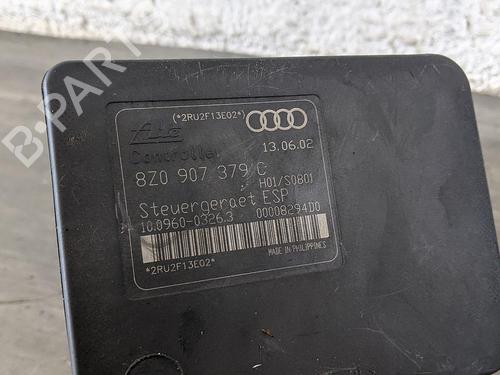 B-PARTS
(*2RU2F13E02*)
Ate
Controller 13.06.02
8Z0 907 379 C
H01/S0801
Steuergeraet ESP
10.0960-0326.3 00008294D0
MADE IN PHILIPPINES
*2RU2F13E02*